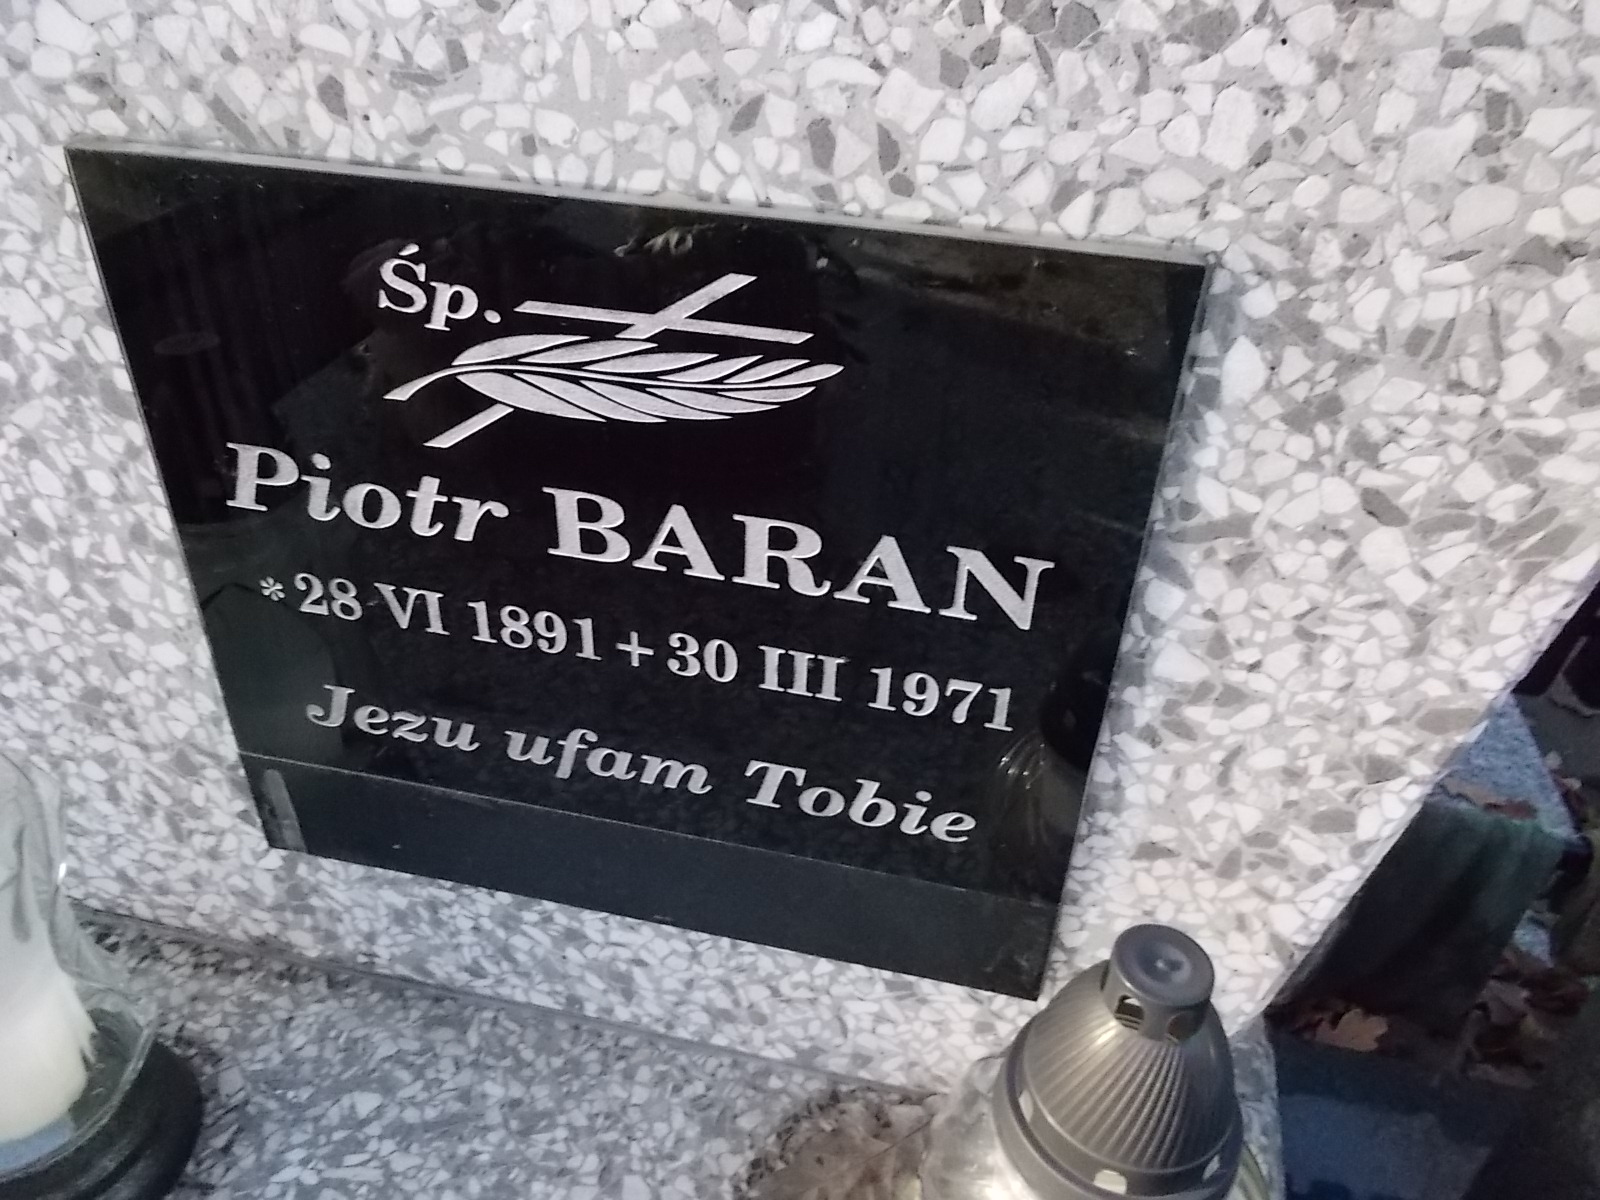 Śp.
Piotr BARAN
* 28 VI 1891 + 30 III 1971
Jezu ufam Tobie